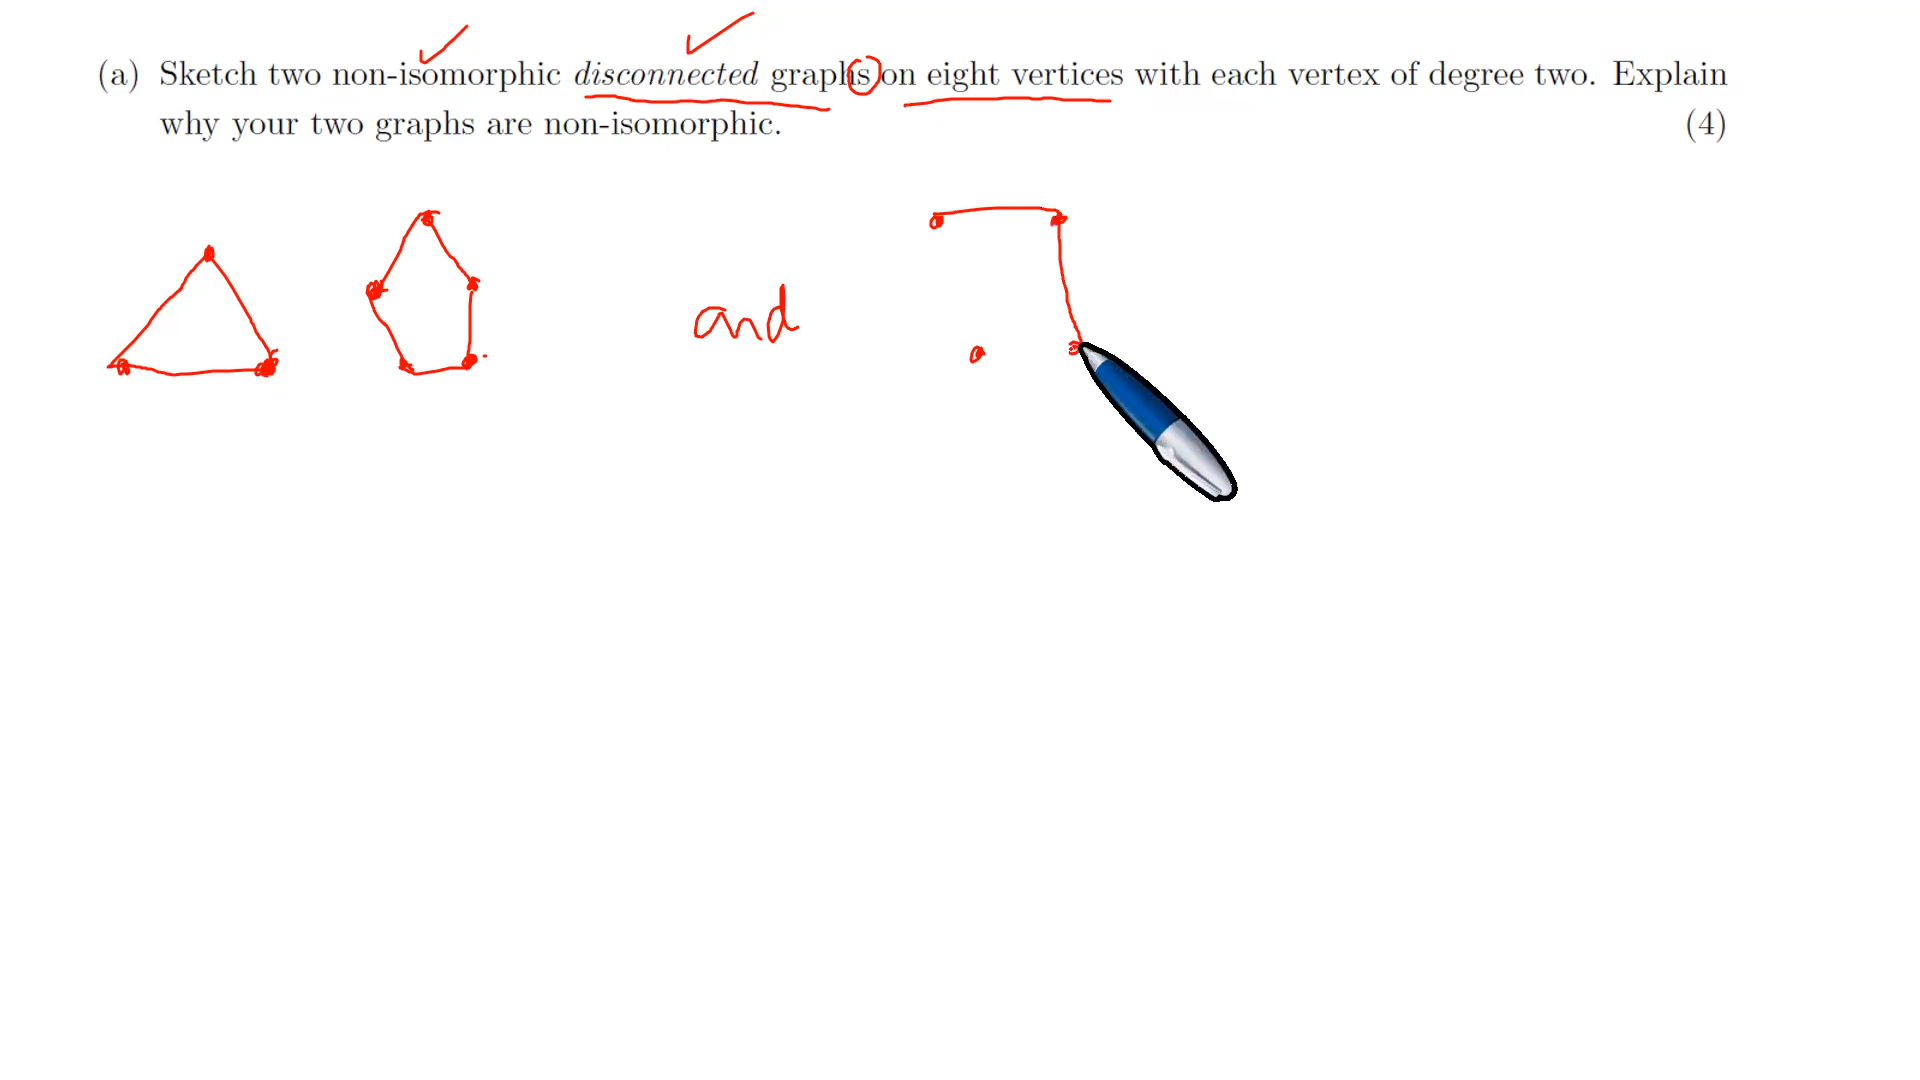 (a) Sketch two non-isomorphic disconnected graphs on eight vertices with each vertex of degree two. Explain
why your two graphs are non-isomorphic. (4)
and